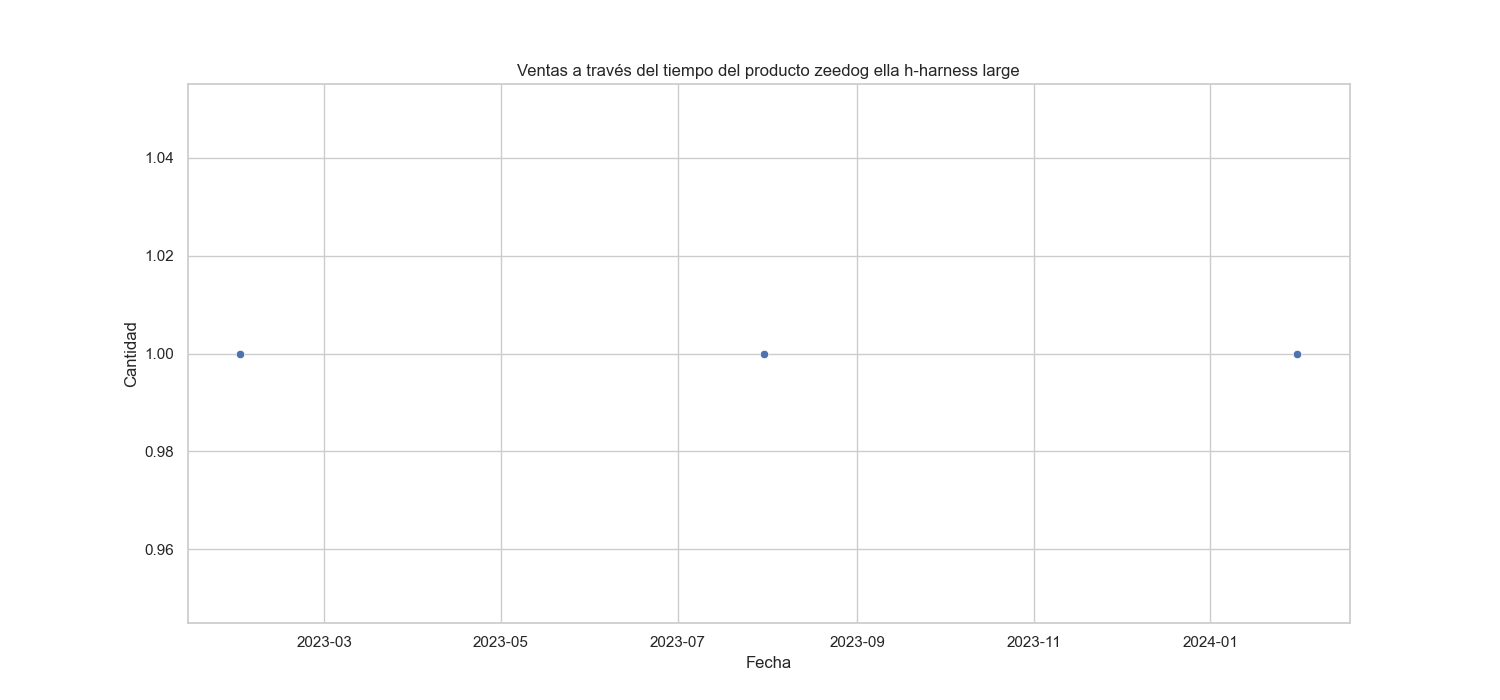 Ventas a través del tiempo del producto zeedog ella h-harness large
1.04
1.02
1.00
0.98
0.96
Cantidad
2023-03 2023-05 2023-07 2023-09 2023-11 2024-01
Fecha